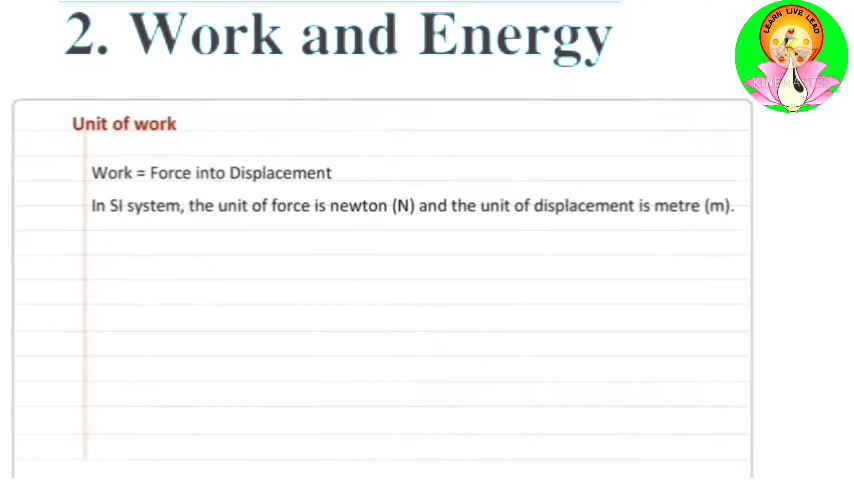 2. Work and Energy
LEARN LIVE LEAD
KINEMASTER
Unit of work
Work = Force into Displacement
In SI system, the unit of force is newton (N) and the unit of displacement is metre (m).